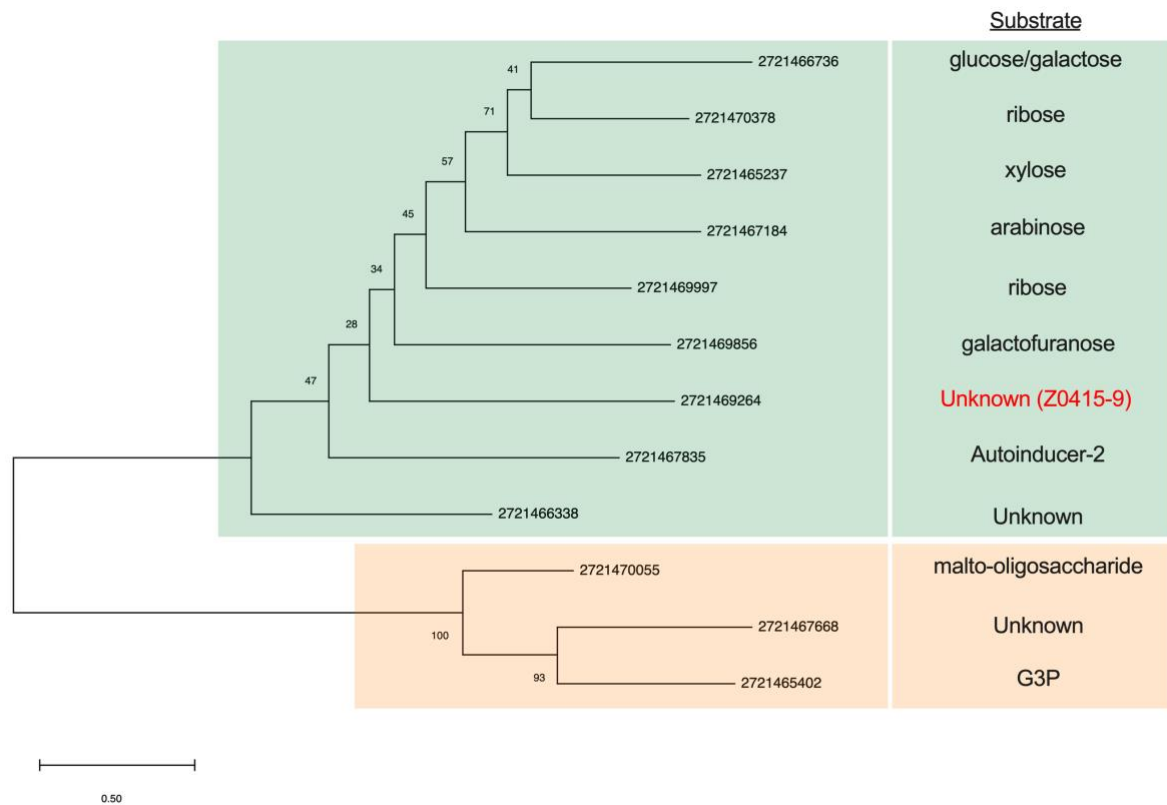 Substrate
41 2721466736 glucose/galactose
71 2721470378 ribose
57 2721465237 xylose
45 2721467184 arabinose
34 2721469997 ribose
28 2721469856 galactofuranose
47 2721469264 Unknown (Z0415-9)
2721467835 Autoinducer-2
2721466338 Unknown
2721470055 malto-oligosaccharide
100 2721467668 Unknown
93 2721465402 G3P
0.50